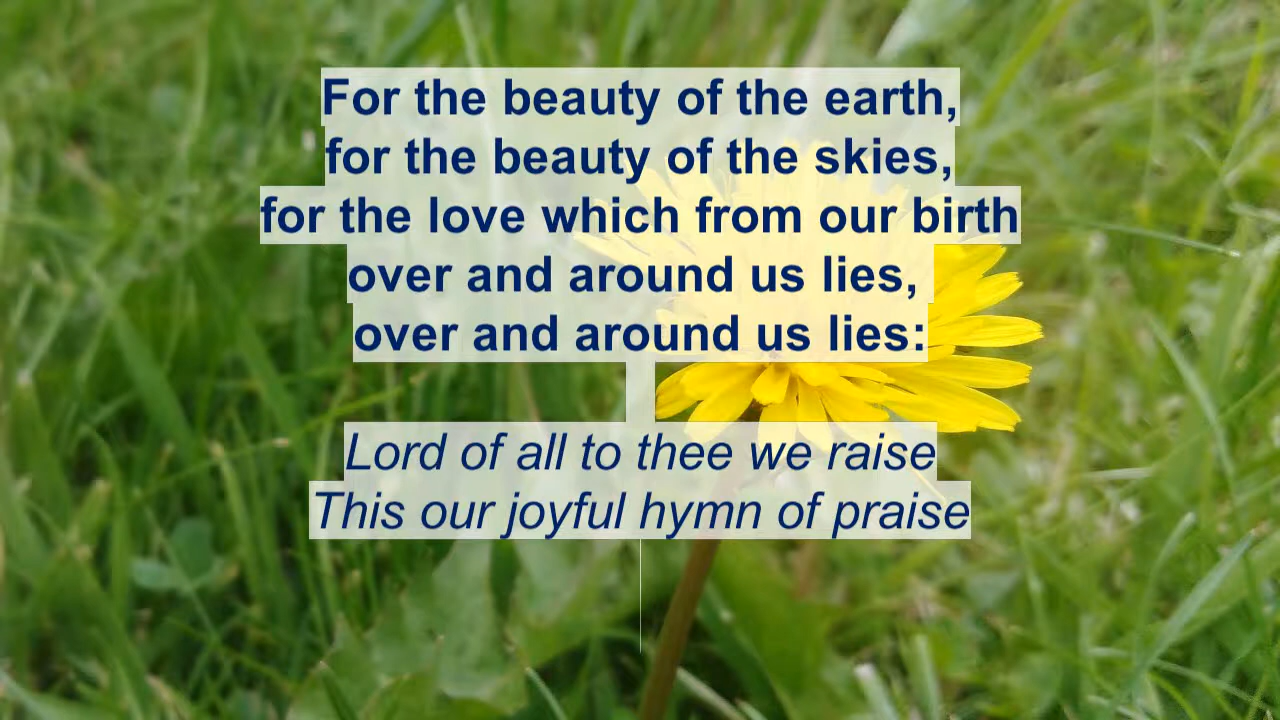 For the beauty of the earth,
for the beauty of the skies,
for the love which from our birth
over and around us lies,
over and around us lies:
Lord of all to thee we raise
This our joyful hymn of praise